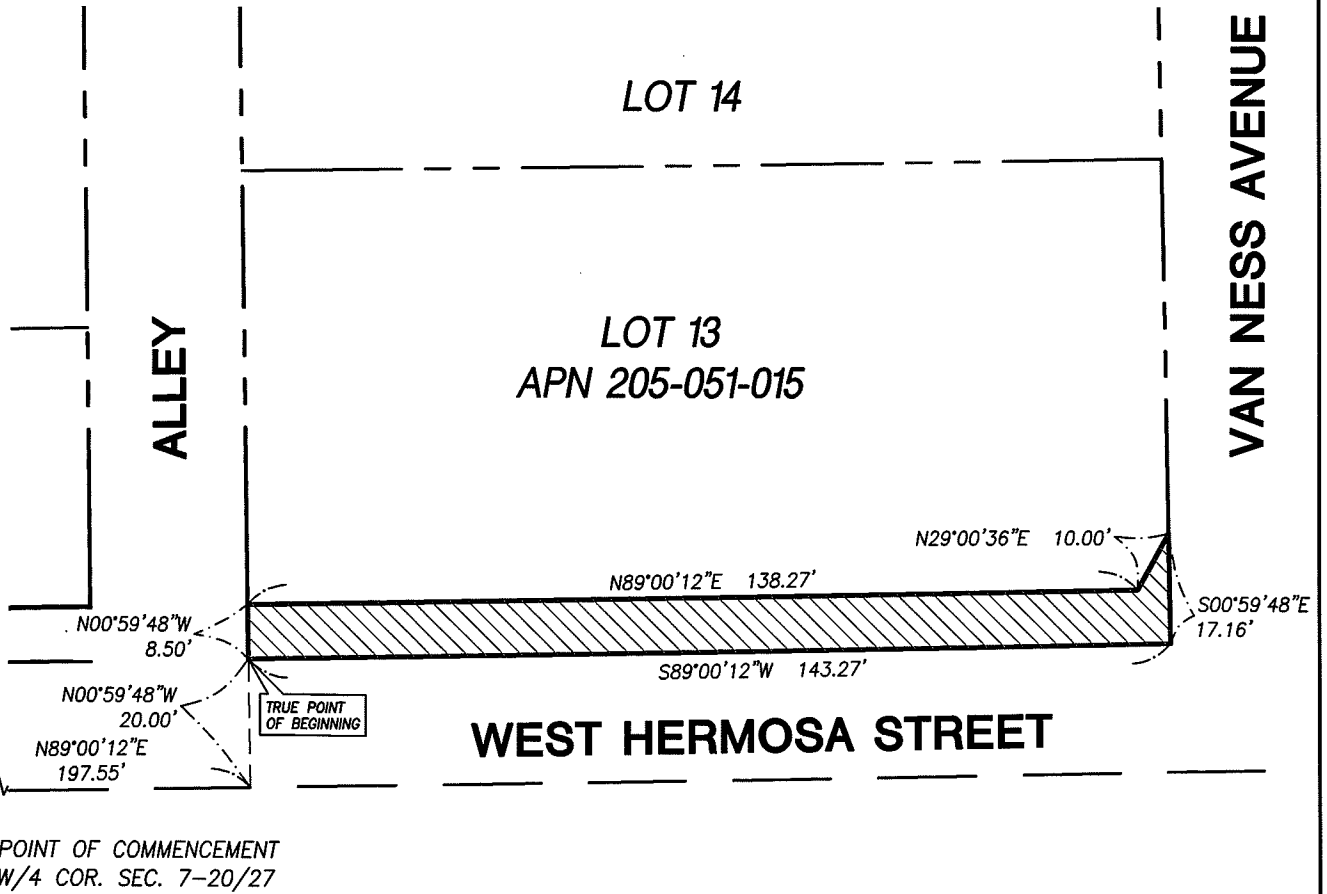 LOT 14
VAN NESS AVENUE
ALLEY
LOT 13
APN 205-051-015
N29°00'36"E 10.00'
N89°00'12"E 138.27'
N00°59'48"W
8.50'
S00°59'48"E
17.16'
S89°00'12"W 143.27'
N00°59'48"W
20.00'
TRUE POINT
OF BEGINNING
WEST HERMOSA STREET
N89°00'12"E
197.55'
POINT OF COMMENCEMENT
W/4 COR. SEC. 7-20/27